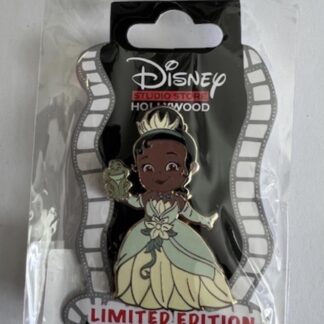 Disney
STUDIO STORE
HOLLYWOOD
LIMITED EDITION